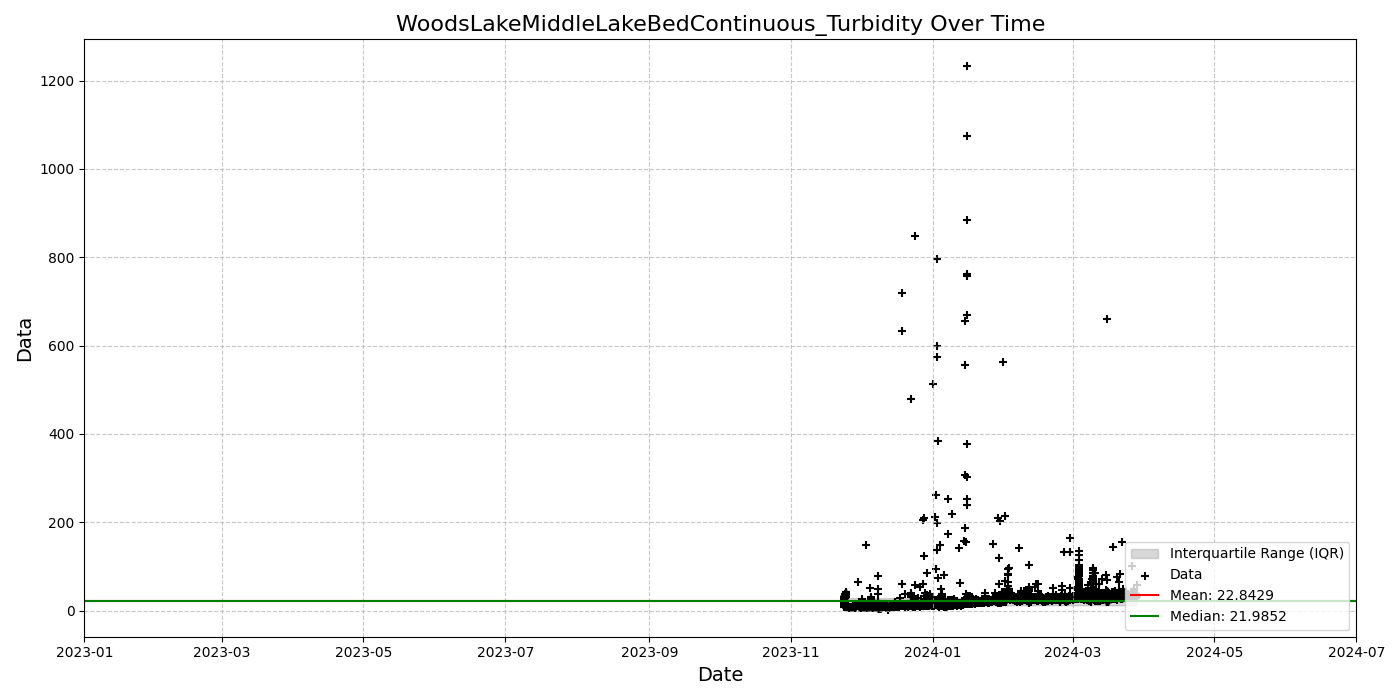 WoodsLakeMiddleLakeBedContinuous_Turbidity Over Time
1200
1000
800
600
400
200
0
Data
Interquartile Range (IQR)
Data
Mean: 22.8429
Median: 21.9852
2023-01
2023-03
2023-05
2023-07
2023-09
2023-11
2024-01
2024-03
2024-05
2024-07
Date